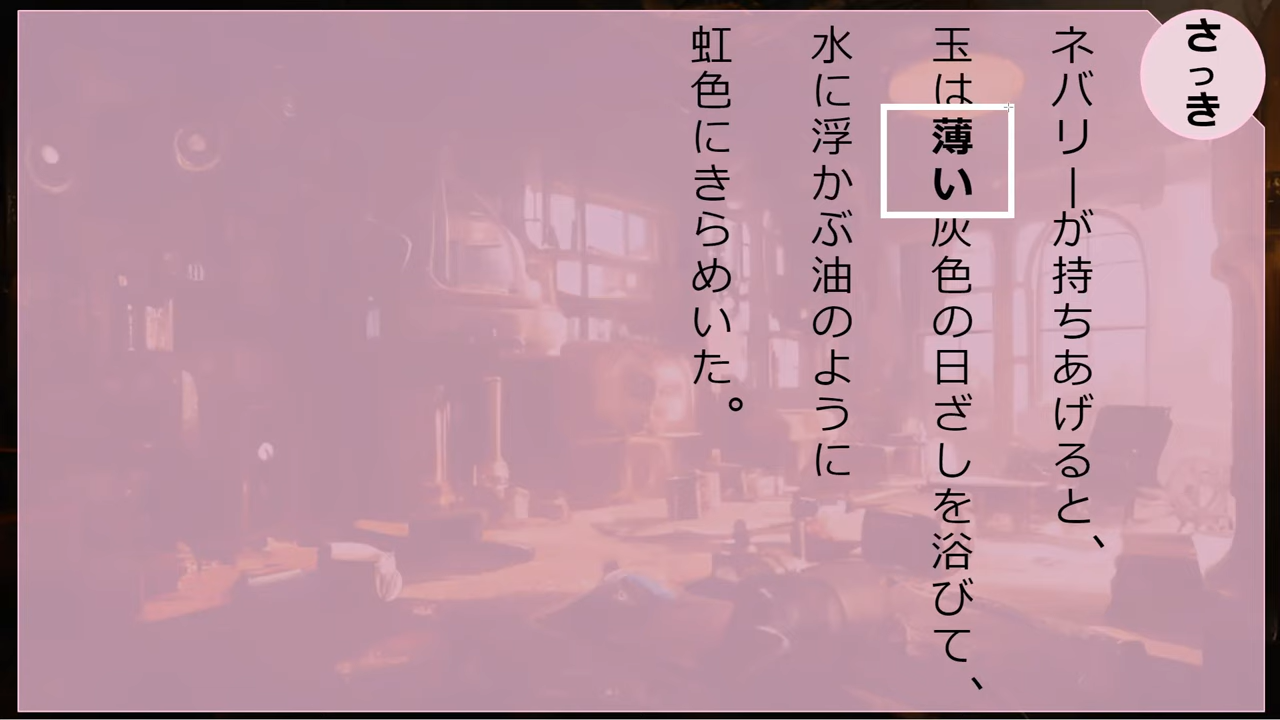 さっき
ネバリーが持ちあげると、
玉は薄い灰色の日ざしを浴びて、
水に浮かぶ油のように
虹色にきらめいた。